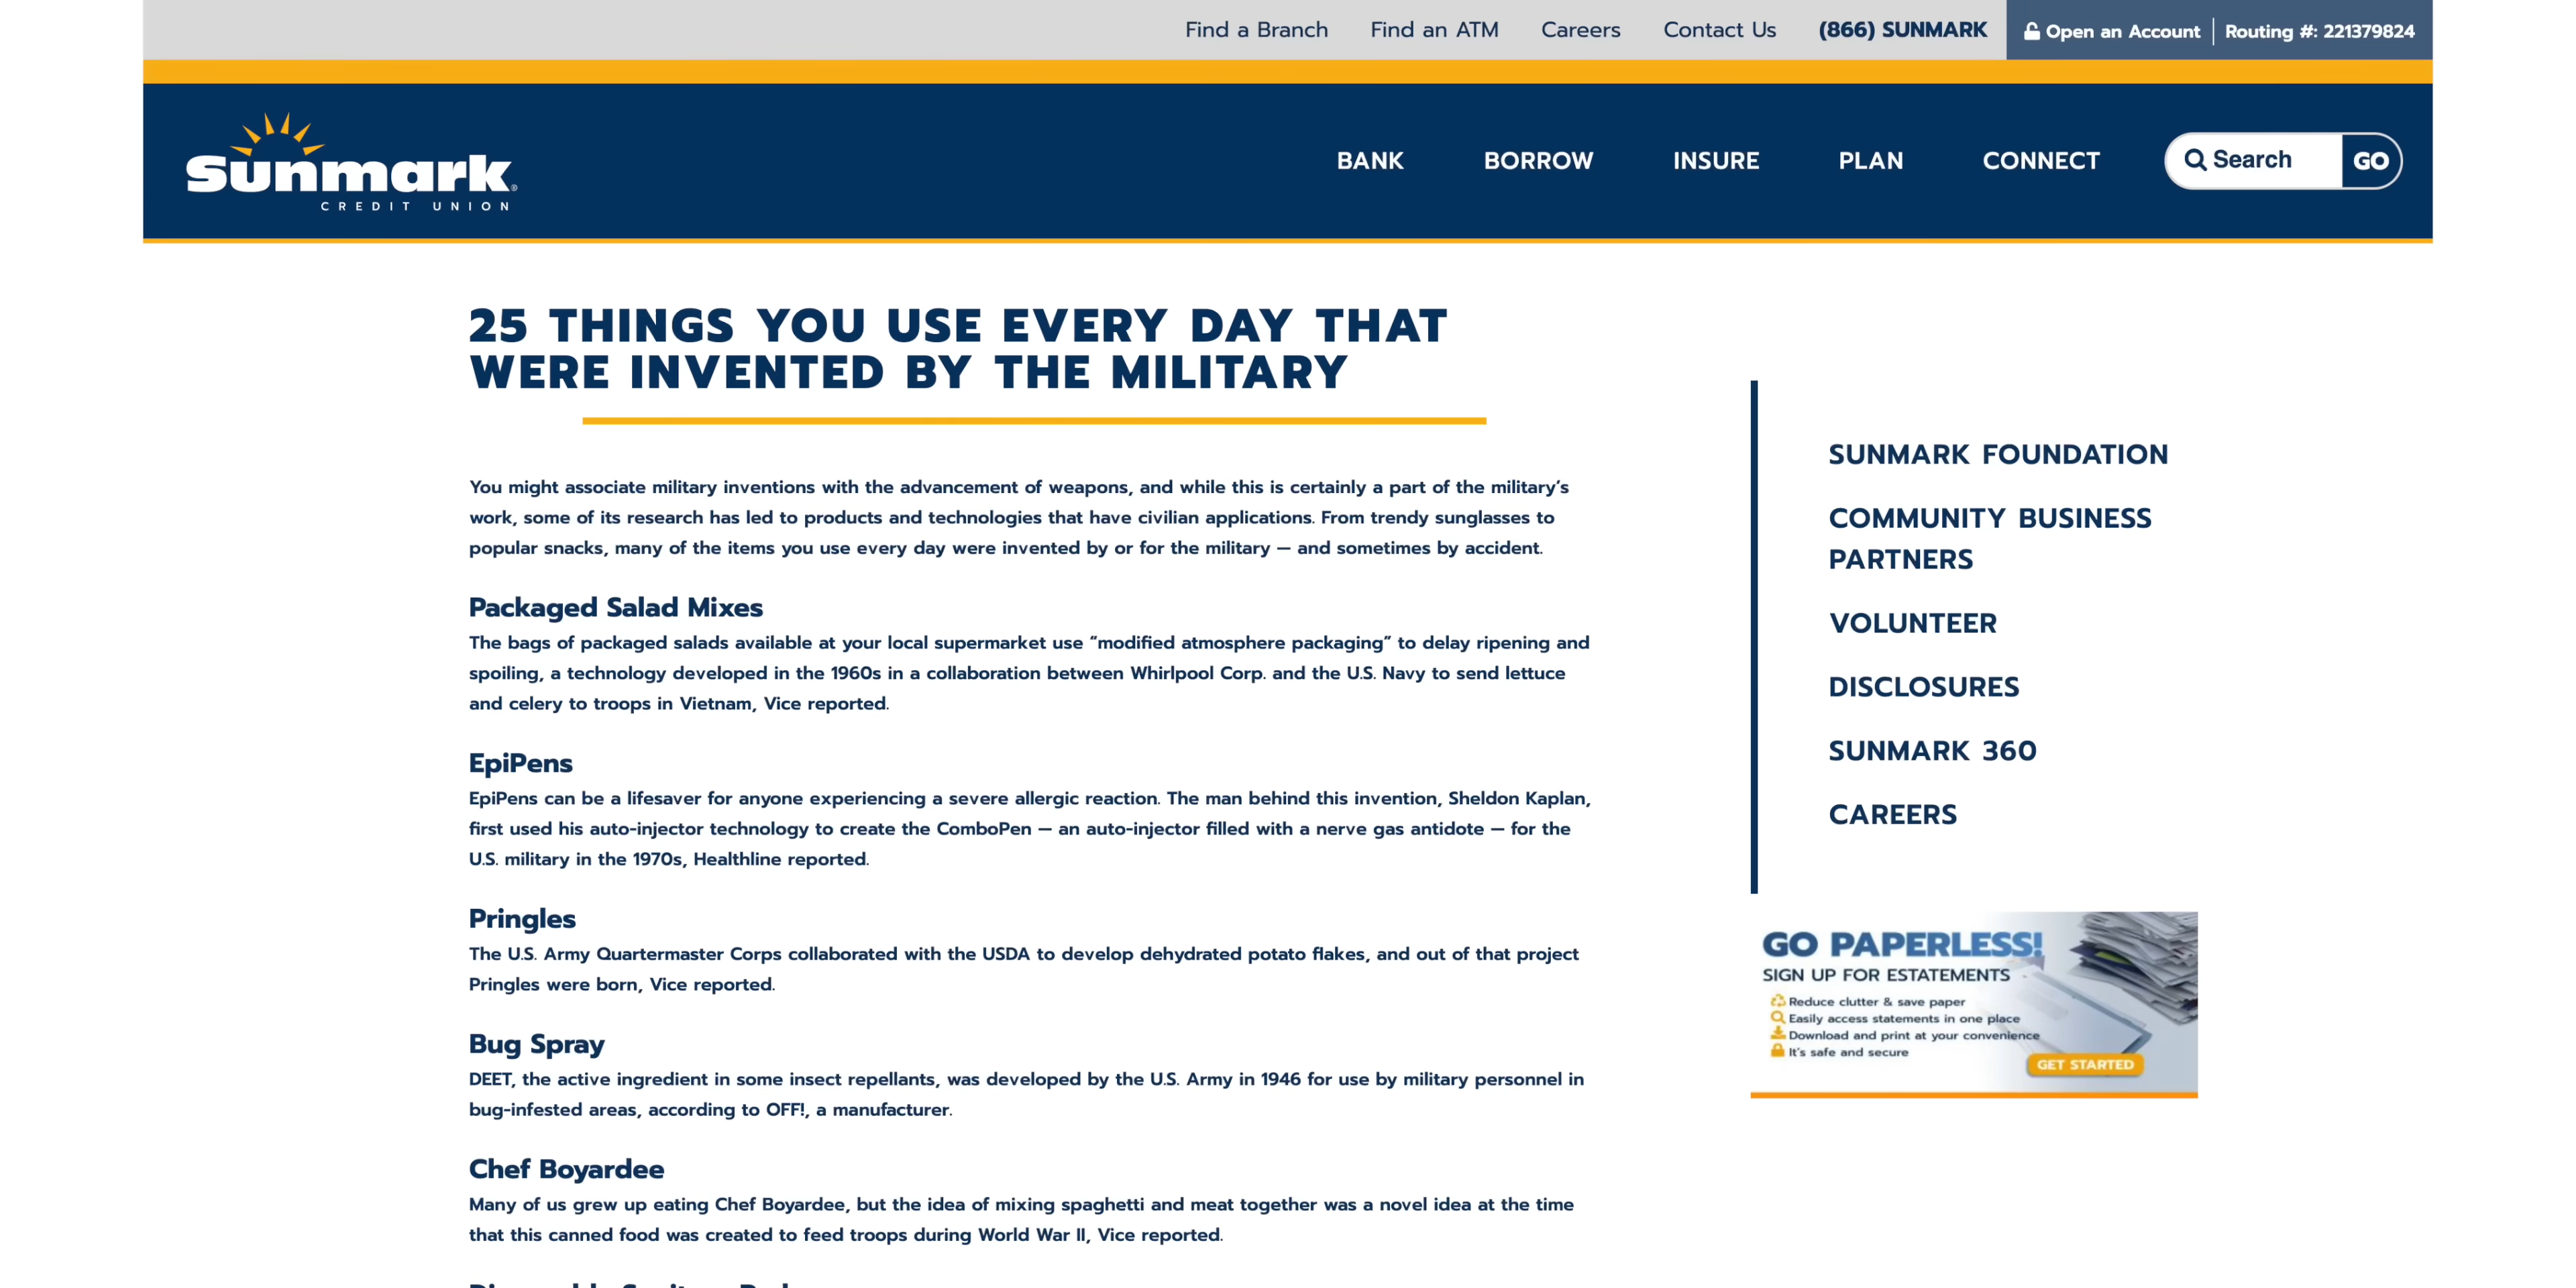 Find a Branch Find an ATM Careers Contact Us (866) SUNMARK Open an Account Routing #: 221379824
Sunmark®
CREDIT UNION
BANK BORROW INSURE PLAN CONNECT Search GO
25 THINGS YOU USE EVERY DAY THAT
WERE INVENTED BY THE MILITARY
You might associate military inventions with the advancement of weapons, and while this is certainly a part of the military’s
work, some of its research has led to products and technologies that have civilian applications. From trendy sunglasses to
popular snacks, many of the items you use every day were invented by or for the military — and sometimes by accident.
Packaged Salad Mixes
The bags of packaged salads available at your local supermarket use “modified atmosphere packaging” to delay ripening and
spoiling, a technology developed in the 1960s in a collaboration between Whirlpool Corp. and the U.S. Navy to send lettuce
and celery to troops in Vietnam, Vice reported.
EpiPens
EpiPens can be a lifesaver for anyone experiencing a severe allergic reaction. The man behind this invention, Sheldon Kaplan,
first used his auto-injector technology to create the ComboPen — an auto-injector filled with a nerve gas antidote — for the
U.S. military in the 1970s, Healthline reported.
Pringles
The U.S. Army Quartermaster Corps collaborated with the USDA to develop dehydrated potato flakes, and out of that project
Pringles were born, Vice reported.
Bug Spray
DEET, the active ingredient in some insect repellants, was developed by the U.S. Army in 1946 for use by military personnel in
bug-infested areas, according to OFF!, a manufacturer.
Chef Boyardee
Many of us grew up eating Chef Boyardee, but the idea of mixing spaghetti and meat together was a novel idea at the time
that this canned food was created to feed troops during World War II, Vice reported.
SUNMARK FOUNDATION
COMMUNITY BUSINESS
PARTNERS
VOLUNTEER
DISCLOSURES
SUNMARK 360
CAREERS
GO PAPERLESS!
SIGN UP FOR ESTATEMENTS
Reduce clutter & save paper
Easily access statements in one place
Download and print at your convenience
It's safe and secure
GET STARTED